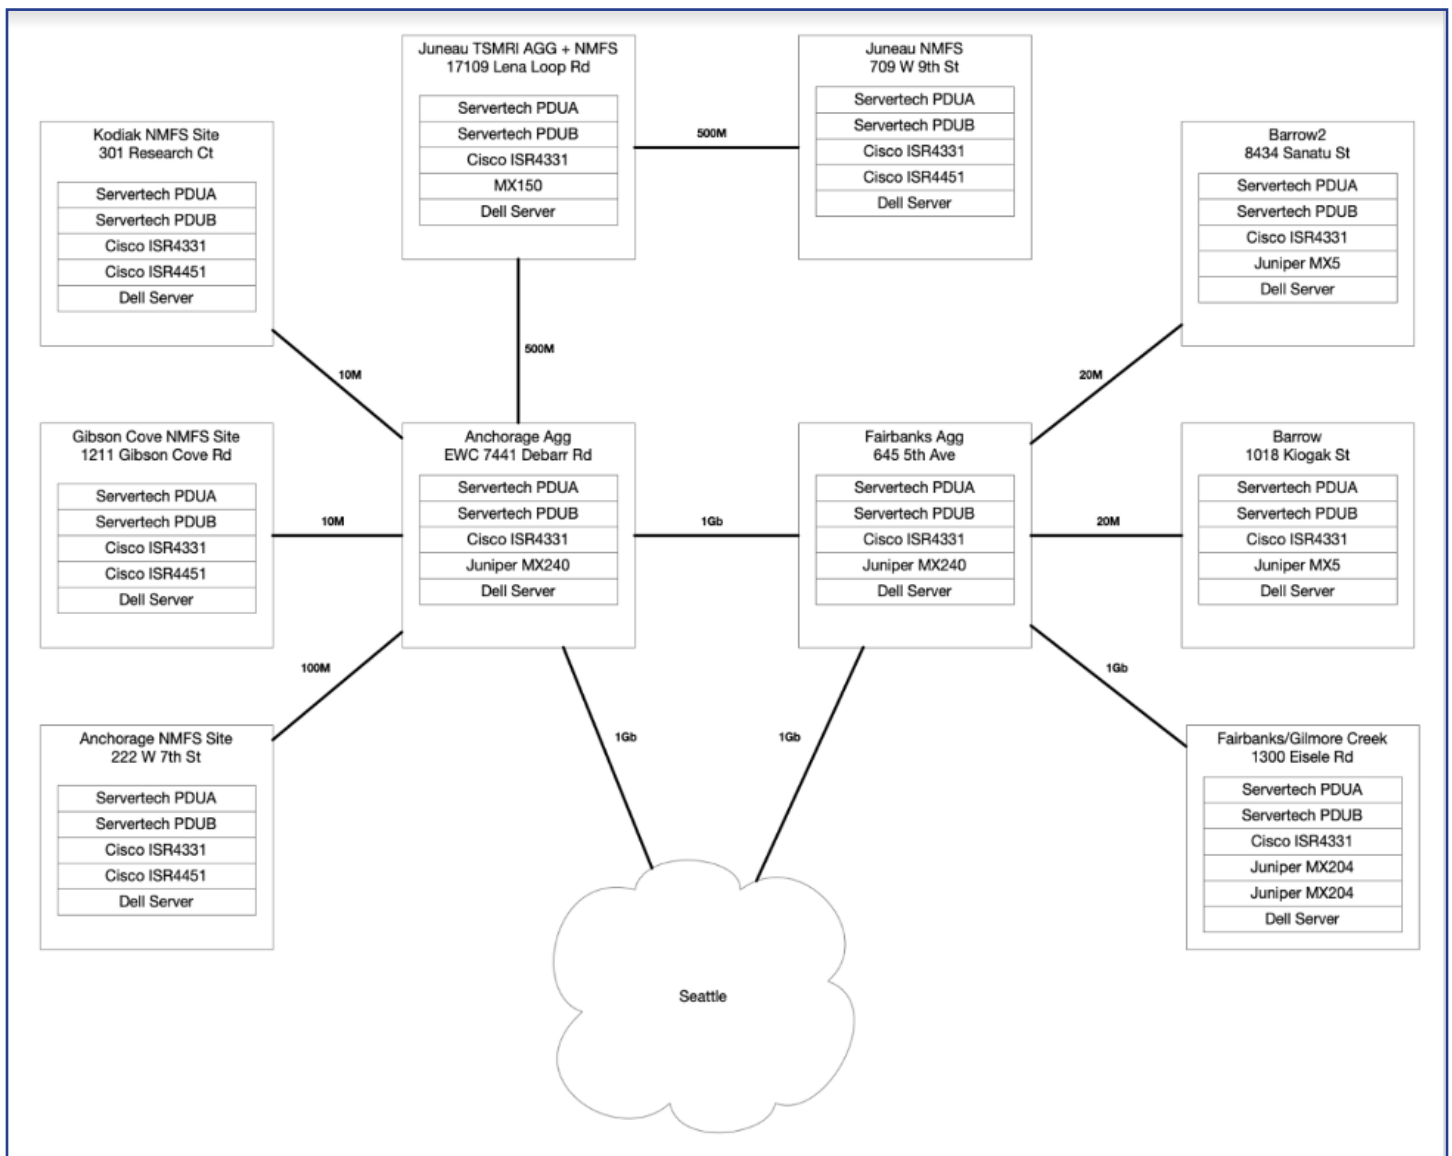 Juneau TSMRI AGG + NMFS
17109 Lena Loop Rd
Servertech PDUA
Servertech PDUB
Cisco ISR4331
MX150
Dell Server
500M
Juneau NMFS
709 W 9th St
Servertech PDUA
Servertech PDUB
Cisco ISR4331
Cisco ISR4451
Dell Server
Kodiak NMFS Site
301 Research Ct
Servertech PDUA
Servertech PDUB
Cisco ISR4331
Cisco ISR4451
Dell Server
Barrow2
8434 Sanatu St
Servertech PDUA
Servertech PDUB
Cisco ISR4331
Juniper MX5
Dell Server
10M
500M
20M
Gibson Cove NMFS Site
1211 Gibson Cove Rd
Servertech PDUA
Servertech PDUB
Cisco ISR4331
Cisco ISR4451
Dell Server
10M
Anchorage Agg
EWC 7441 Debarr Rd
Servertech PDUA
Servertech PDUB
Cisco ISR4331
Juniper MX240
Dell Server
1Gb
Fairbanks Agg
645 5th Ave
Servertech PDUA
Servertech PDUB
Cisco ISR4331
Juniper MX240
Dell Server
20M
Barrow
1018 Kiogak St
Servertech PDUA
Servertech PDUB
Cisco ISR4331
Juniper MX5
Dell Server
100M
1Gb
1Gb
1Gb
Anchorage NMFS Site
222 W 7th St
Servertech PDUA
Servertech PDUB
Cisco ISR4331
Cisco ISR4451
Dell Server
Fairbanks/Gilmore Creek
1300 Eisele Rd
Servertech PDUA
Servertech PDUB
Cisco ISR4331
Juniper MX204
Juniper MX204
Dell Server
Seattle